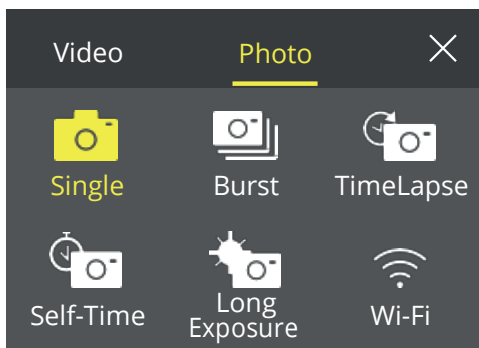 Video
Photo
Single
Burst
TimeLapse
Self-Time
Long
Exposure
Wi-Fi